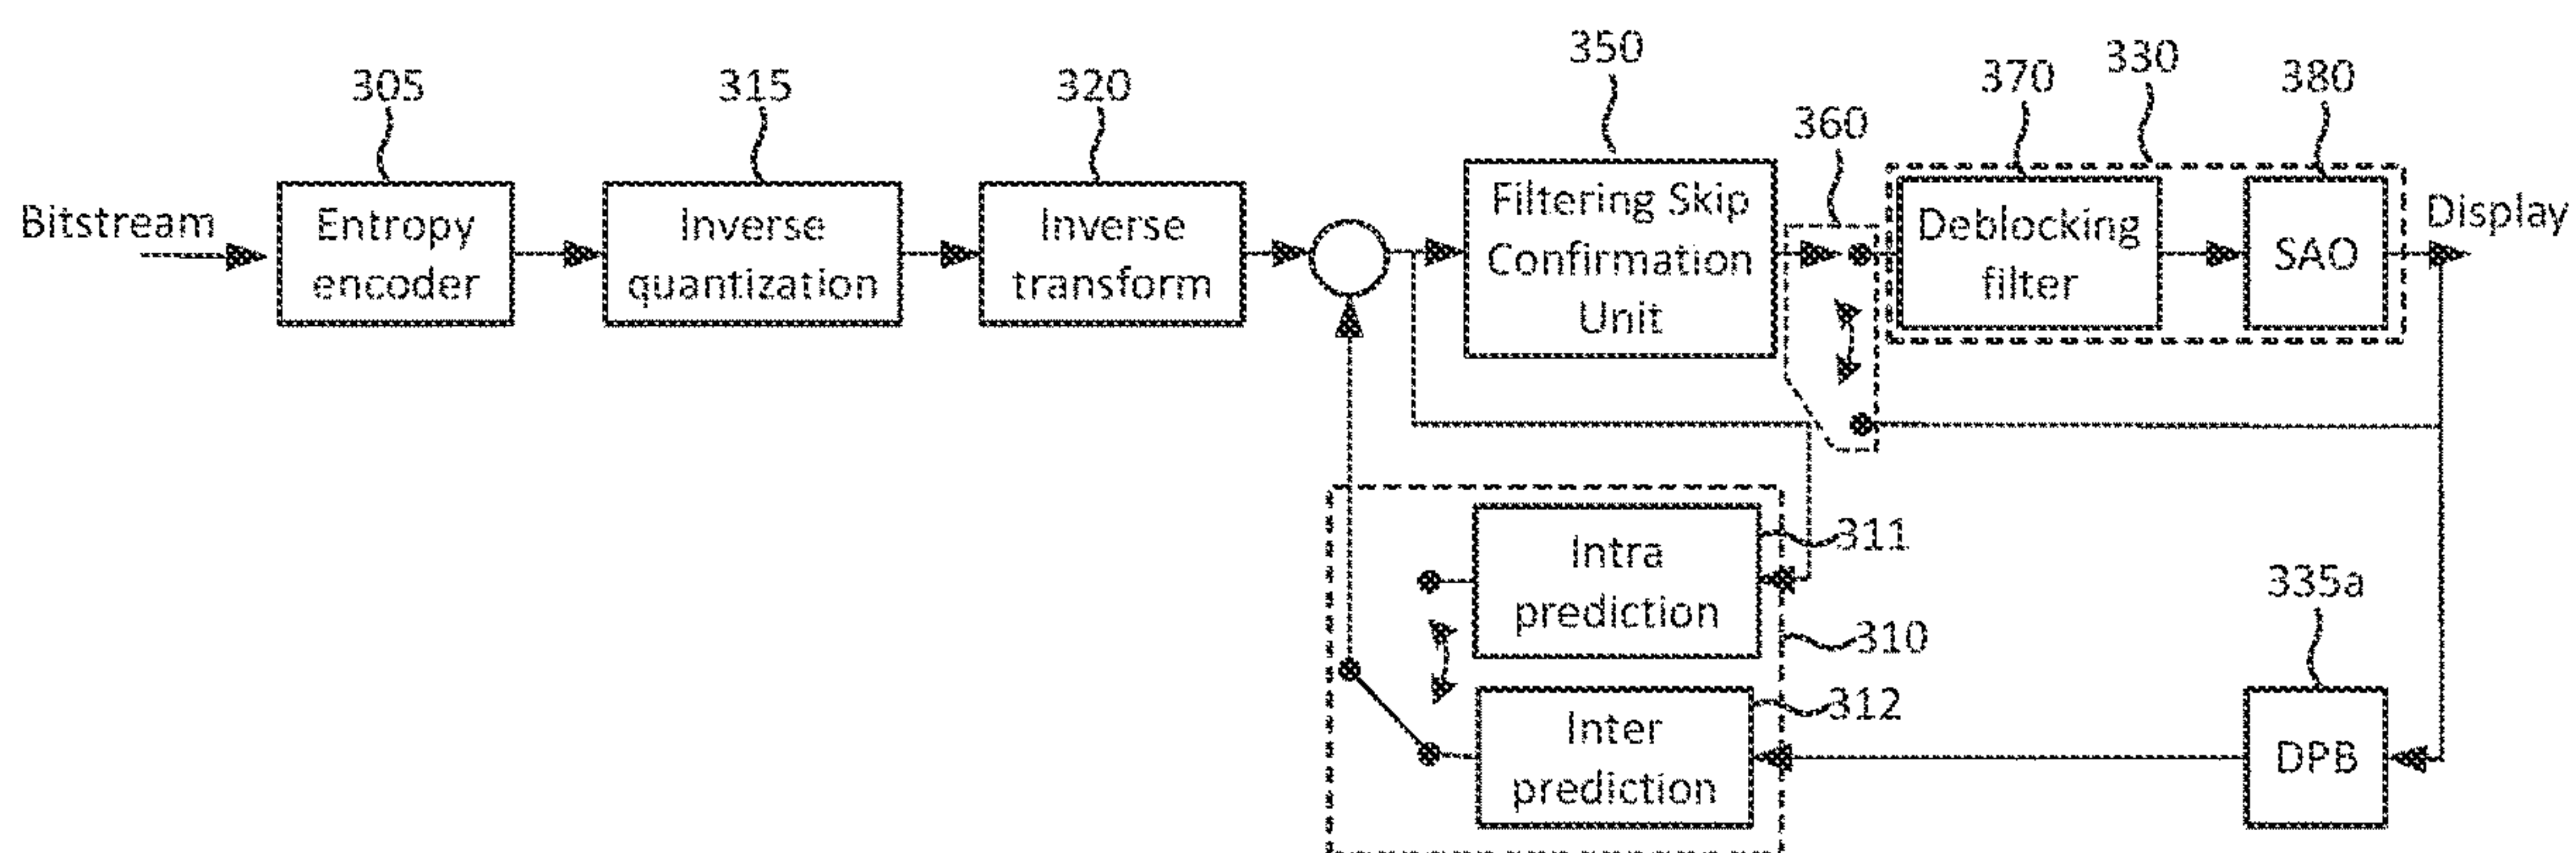 350
330
305
315
320
370
380
360
Bitstream
Entropy
encoder
Inverse
quantization
Inverse
transform
Filtering Skip
Confirmation
Unit
Deblocking
filter
SAO
Display
311
Intra
prediction
310
335a
312
Inter
prediction
DPB